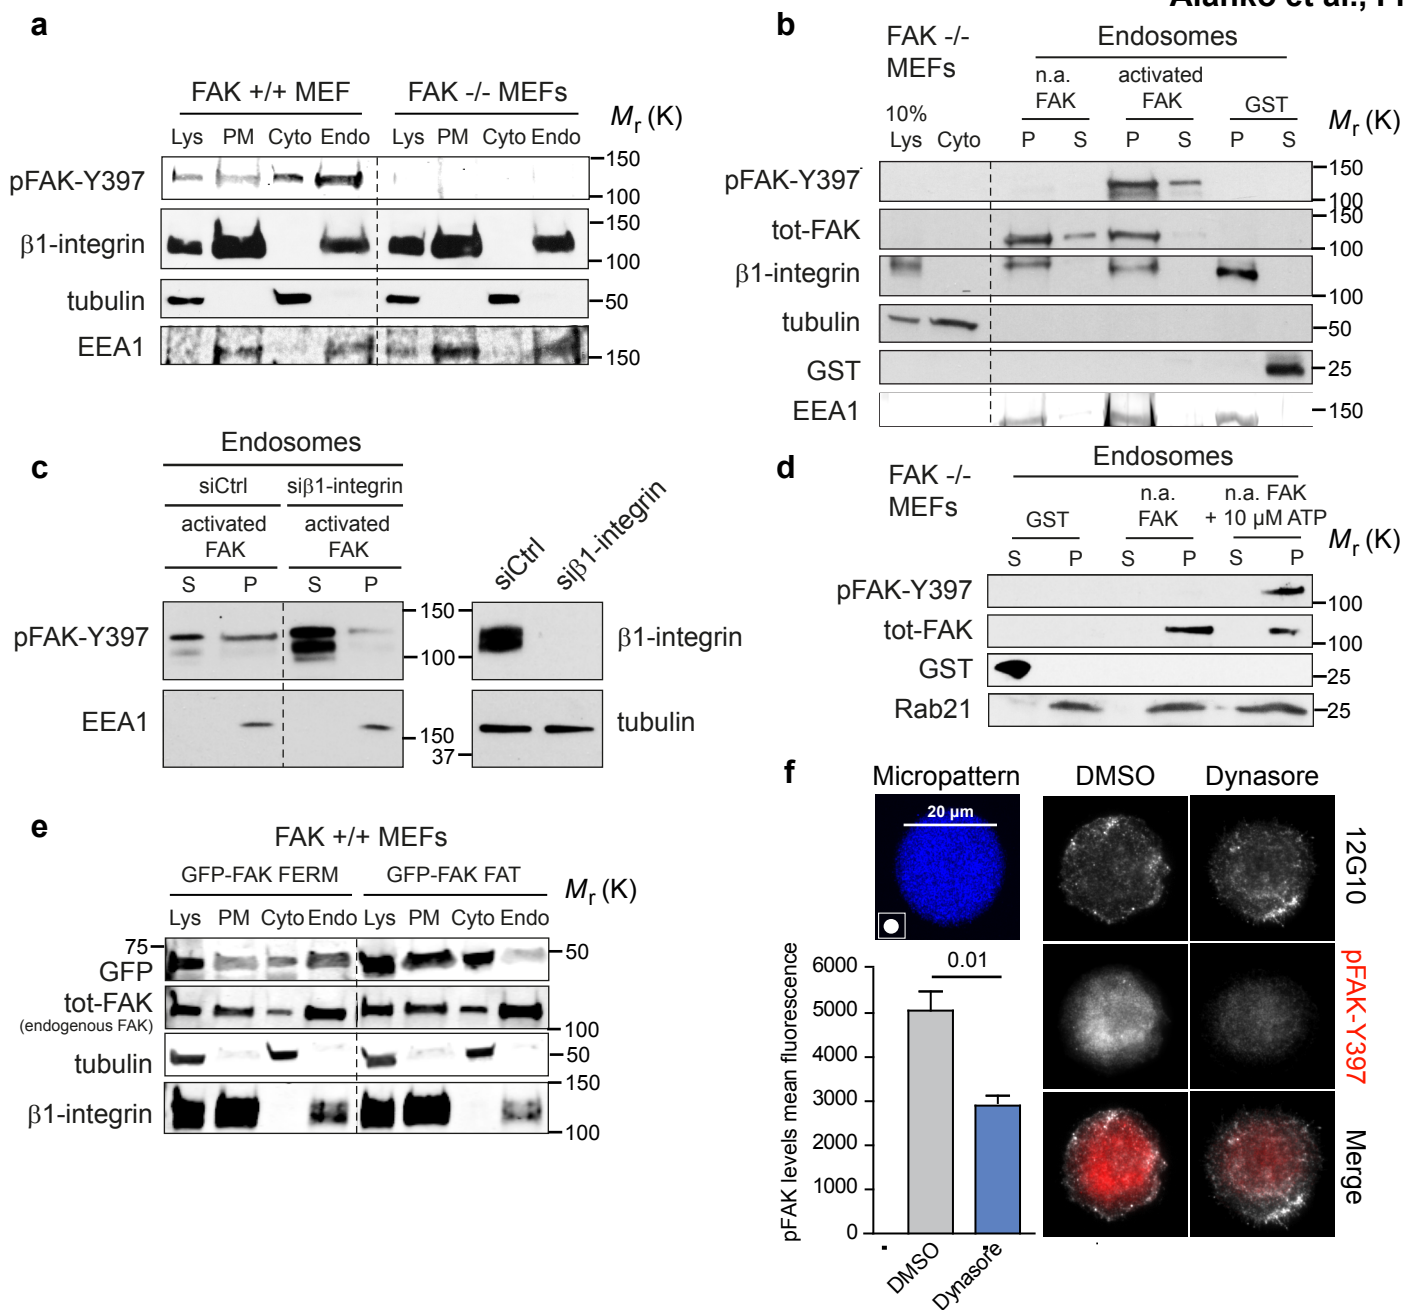 Alanko et al., Fi
a
FAK +/+ MEF FAK -/- MEFs
Mr (K)
Lys PM Cyto Endo Lys PM Cyto Endo
pFAK-Y397
150
100
β1-integrin
150
100
tubulin
50
EEA1
150
b
FAK -/-
MEFs
Endosomes
n.a.
FAK
activated
FAK
GST
Mr (K)
10%
Lys Cyto P S P S P S
pFAK-Y397
150
100
tot-FAK
150
100
β1-integrin
100
tubulin
50
GST
25
EEA1
150
c
Endosomes
siCtrl siβ1-integrin
activated
FAK
activated
FAK
S P S P
siCtrl
siβ1-integrin
pFAK-Y397
150
100
β1-integrin
EEA1
150
37
tubulin
d
FAK -/-
MEFs
Endosomes
GST
n.a.
FAK
n.a. FAK
+ 10 µM ATP
Mr (K)
S P S P S P
pFAK-Y397
100
tot-FAK
100
GST
25
Rab21
25
e
FAK +/+ MEFs
GFP-FAK FERM GFP-FAK FAT
Mr (K)
Lys PM Cyto Endo Lys PM Cyto Endo
75
GFP
50
tot-FAK
(endogenous FAK)
100
tubulin
50
β1-integrin
150
100
f
Micropattern DMSO Dynasore
20 µm
12G10
pFAK-Y397
Merge
pFAK levels mean fluorescence
6000
5000
4000
3000
2000
1000
0
0.01
DMSO
Dynasore